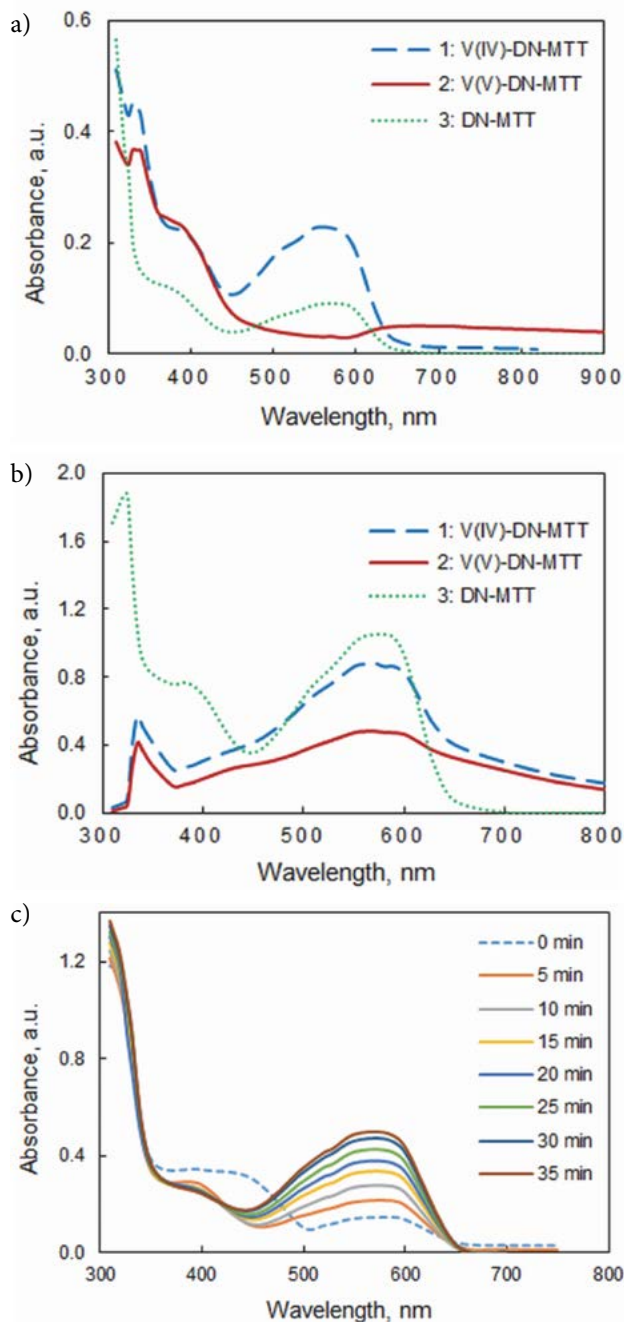 a)
0.6
0.4
0.2
0.0
Absorbance, a.u.
1: V(IV)-DN-MTT
2: V(V)-DN-MTT
3: DN-MTT
300 400 500 600 700 800 900
Wavelength, nm
b)
2.0
1.6
1.2
0.8
0.4
0.0
Absorbance, a.u.
1: V(IV)-DN-MTT
2: V(V)-DN-MTT
3: DN-MTT
300 400 500 600 700 800
Wavelength, nm
c)
1.2
0.8
0.4
0.0
Absorbance, a.u.
0 min
5 min
10 min
15 min
20 min
25 min
30 min
35 min
300 400 500 600 700 800
Wavelength, nm